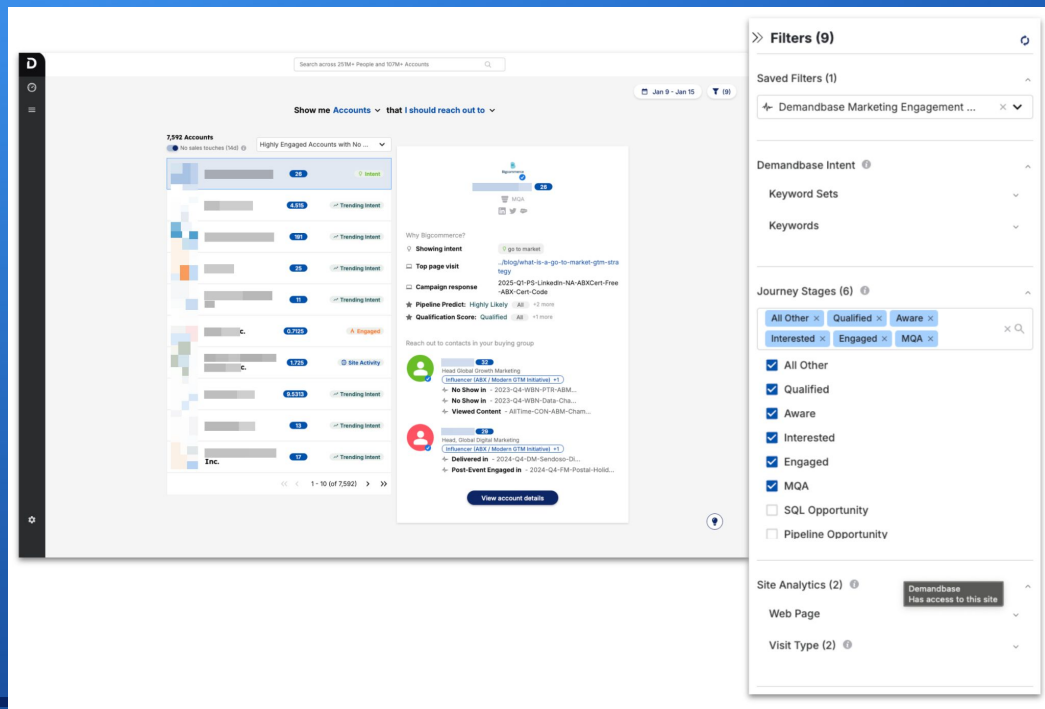 D
Search across 251M+ People and 107M+ Accounts
Jan 9 - Jan 15
(9)
Show me Accounts that I should reach out to
7,592 Accounts
No sales touches (14d)
Highly Engaged Accounts with No ...
26
Intent
4.515
Trending Intent
191
Trending Intent
25
Trending Intent
11
Trending Intent
c.
0.7125
Engaged
c.
1.725
Site Activity
9.5313
Trending Intent
13
Trending Intent
Inc.
17
Trending Intent
1 - 10 (of 7,592)
Bigcommerce
26
MQA
Why Bigcommerce?
Showing intent
go to market
Top page visit
../blog/what-is-a-go-to-market-gtm-stra
tegy
Campaign response
2025-Q1-PS-LinkedIn-NA-ABXCert-Free
-ABX-Cert-Code
Pipeline Predict: Highly Likely All +2 more
Qualification Score: Qualified All +1 more
Reach out to contacts in your buying group
32
Head Global Growth Marketing
Influencer (ABX / Modern GTM Initiative) +1
No Show in - 2023-Q4-WBN-PTR-ABM...
No Show in - 2023-Q4-WBN-Data-Cha...
Viewed Content - AllTime-CON-ABM-Cham...
29
Head, Global Digital Marketing
Influencer (ABX / Modern GTM Initiative) +1
Delivered in - 2024-Q4-DM-Sendoso-Di...
Post-Event Engaged in - 2024-Q4-FM-Postal-Holid...
View account details
Filters (9)
Saved Filters (1)
Demandbase Marketing Engagement ...
Demandbase Intent
Keyword Sets
Keywords
Journey Stages (6)
All Other × Qualified × Aware ×
Interested × Engaged × MQA ×
All Other
Qualified
Aware
Interested
Engaged
MQA
SQL Opportunity
Pipeline Opportunity
Site Analytics (2)
Demandbase
Has access to this site
Web Page
Visit Type (2)